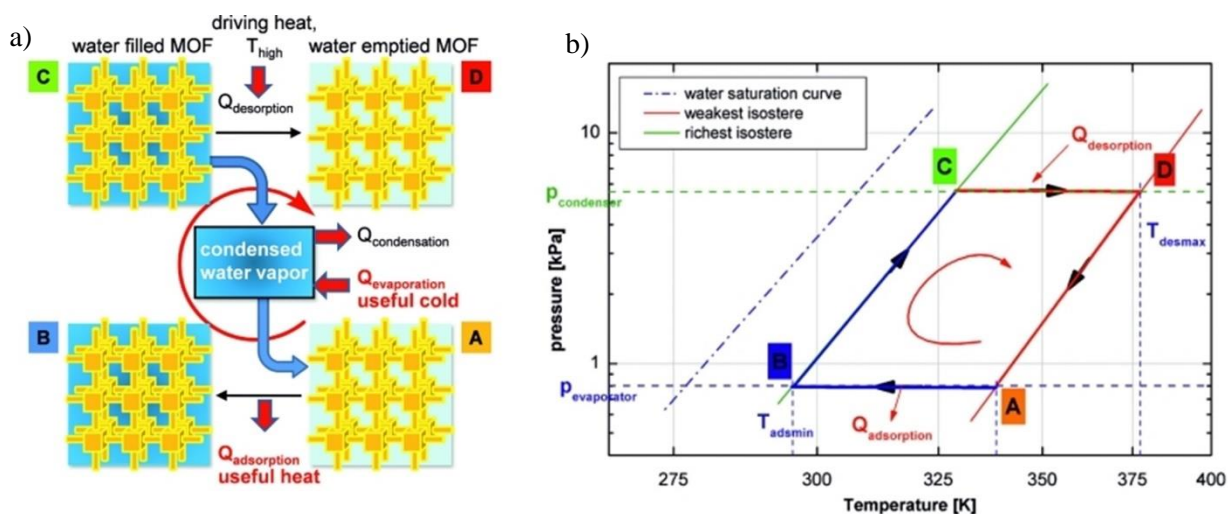 a)
driving heat,
water filled MOF
T_high
water emptied MOF
C
D
Q_desorption
condensed
water vapor
Q_condensation
Q_evaporation
useful cold
B
A
Q_adsorption
useful heat
b)
water saturation curve
weakest isostere
richest isostere
10
1
pressure [kPa]
p_condenser
p_evaporator
C
Q_desorption
D
T_desmax
B
T_adsmin
Q_adsorption
A
275
300
325
350
375
400
Temperature [K]